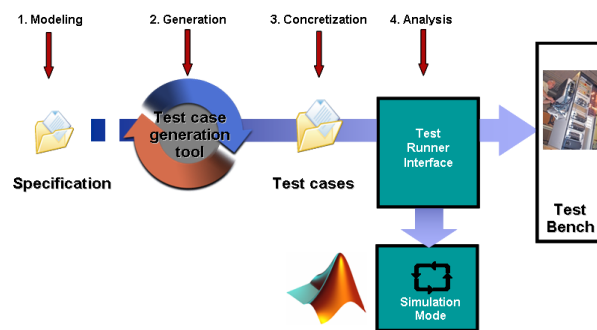 1. Modeling
2. Generation
3. Concretization
4. Analysis
Test case
generation
tool
Specification
Test cases
Test
Runner
Interface
Test
Bench
Simulation
Mode